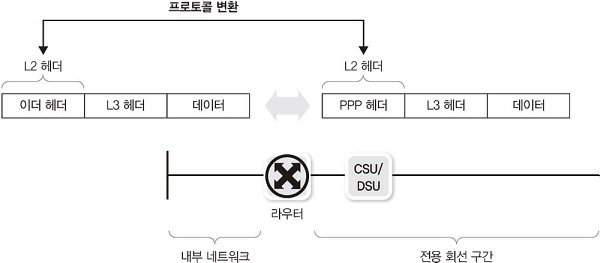 프로토콜 변환
L2 헤더
L2 헤더
이더 헤더
L3 헤더
데이터
PPP 헤더
L3 헤더
데이터
CSU/
DSU
라우터
내부 네트워크
전용 회선 구간